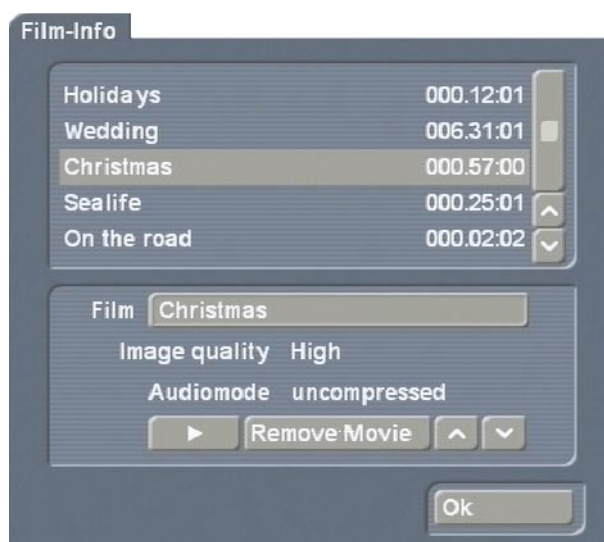 Film-Info
Holidays 000.12:01
Wedding 006.31:01
Christmas 000.57:00
Sealife 000.25:01
On the road 000.02:02
Film Christmas
Image quality High
Audiomode uncompressed
Remove Movie
Ok